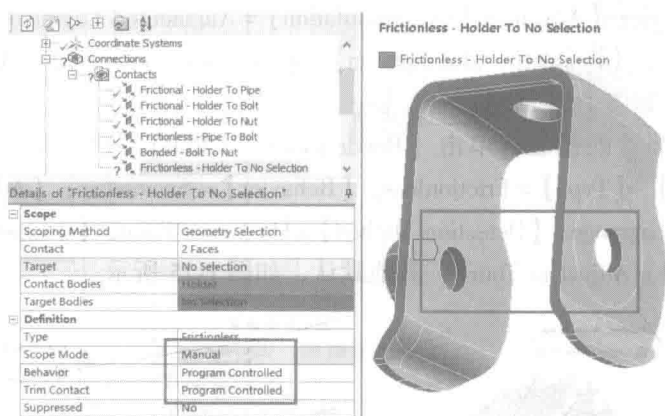 Coordinate Systems
Connections
Contacts
Frictional - Holder To Pipe
Frictional - Holder To Bolt
Frictional - Holder To Nut
Frictionless - Pipe To Bolt
Bonded - Bolt To Nut
Frictionless - Holder To No Selection
Details of "Frictionless - Holder To No Selection"
Scope
Scoping Method Geometry Selection
Contact 2 Faces
Target No Selection
Contact Bodies Holder
Target Bodies No Selection
Definition
Type Frictionless
Scope Mode Manual
Behavior Program Controlled
Trim Contact Program Controlled
Suppressed No
Frictionless - Holder To No Selection
Frictionless - Holder To No Selection